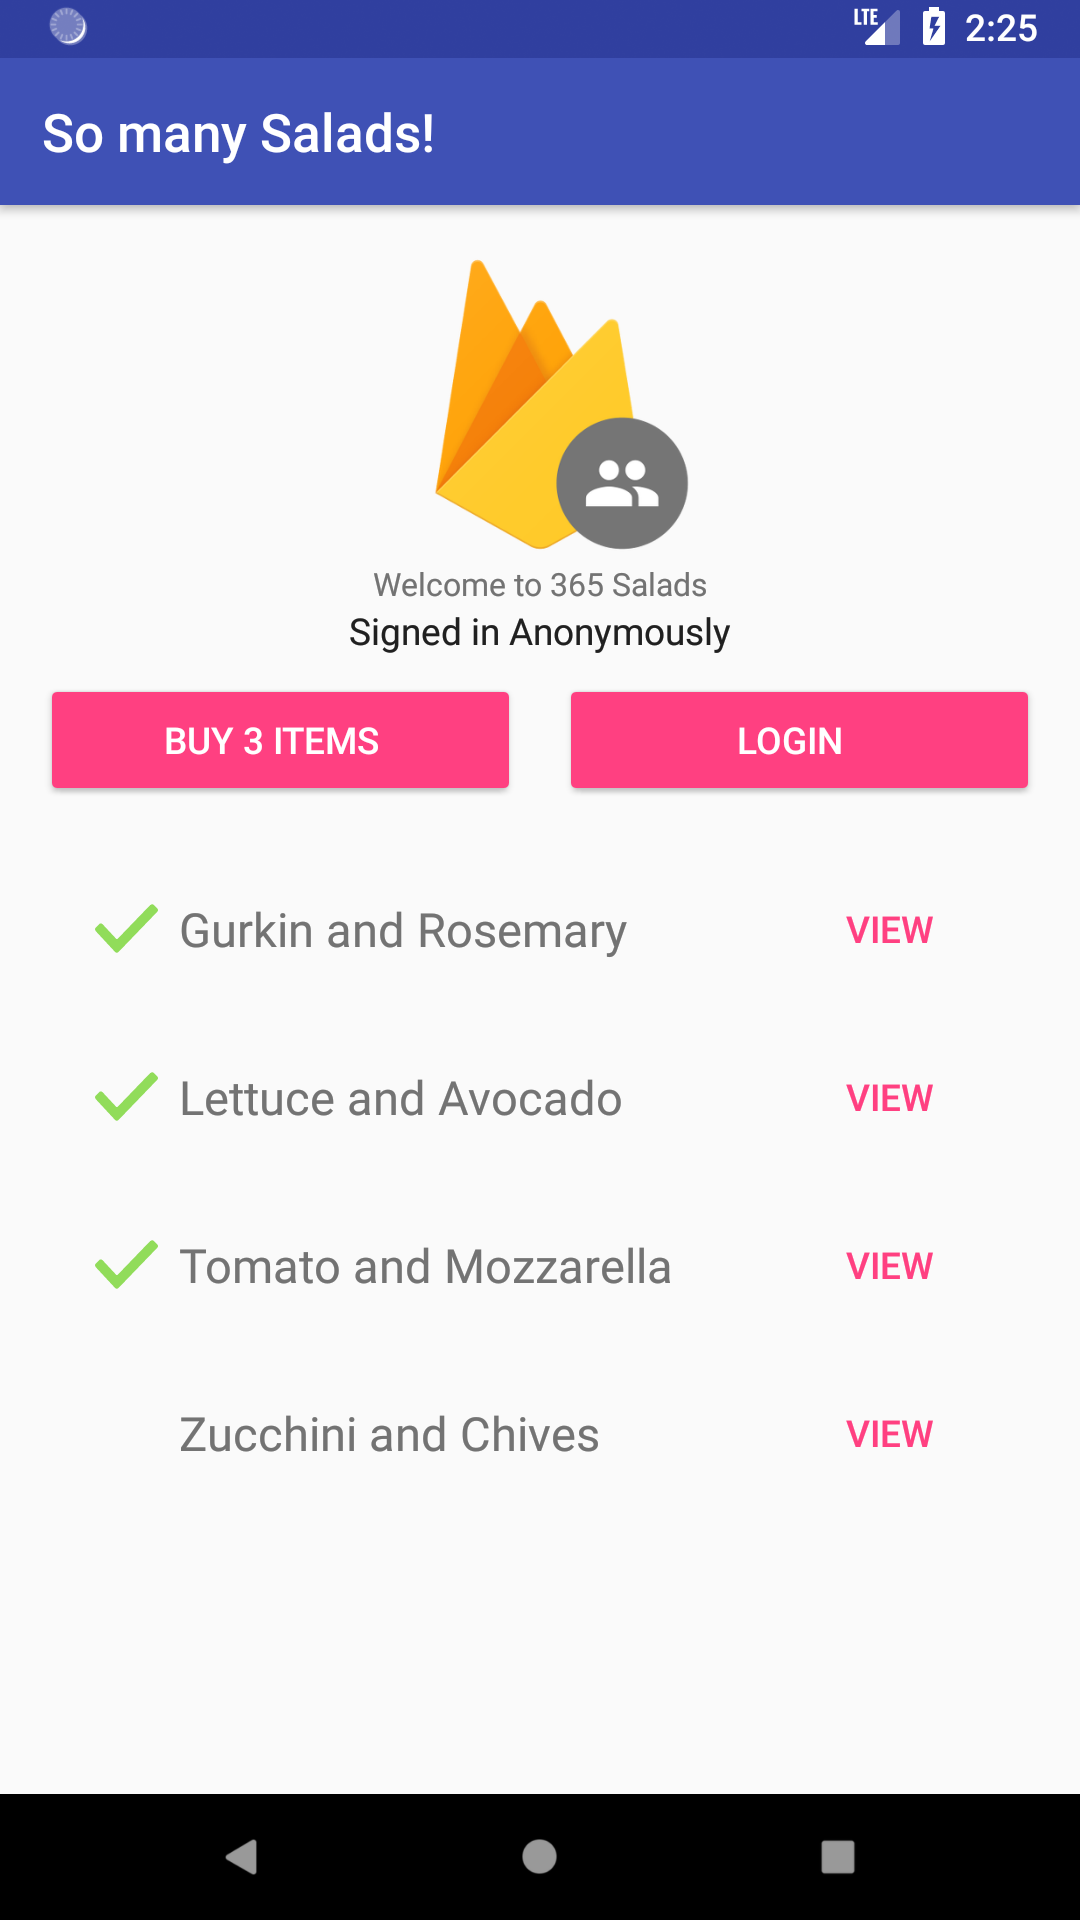 LTE 2:25
So many Salads!
Welcome to 365 Salads
Signed in Anonymously
BUY 3 ITEMS LOGIN
Gurkin and Rosemary VIEW
Lettuce and Avocado VIEW
Tomato and Mozzarella VIEW
Zucchini and Chives VIEW